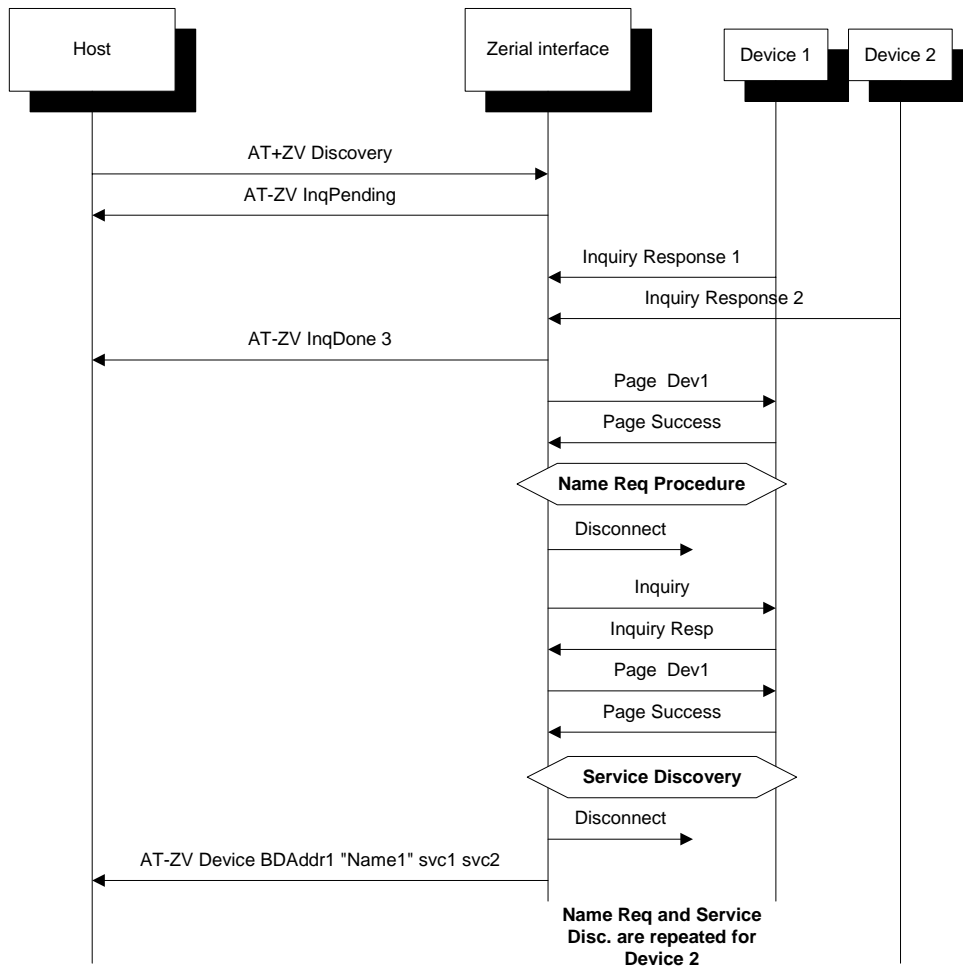 Host
Zerial interface
Device 1
Device 2
AT+ZV Discovery
AT-ZV InqPending
Inquiry Response 1
Inquiry Response 2
AT-ZV InqDone 3
Page Dev1
Page Success
Name Req Procedure
Disconnect
Inquiry
Inquiry Resp
Page Dev1
Page Success
Service Discovery
Disconnect
AT-ZV Device BDAddr1 "Name1" svc1 svc2
Name Req and Service
Disc. are repeated for
Device 2